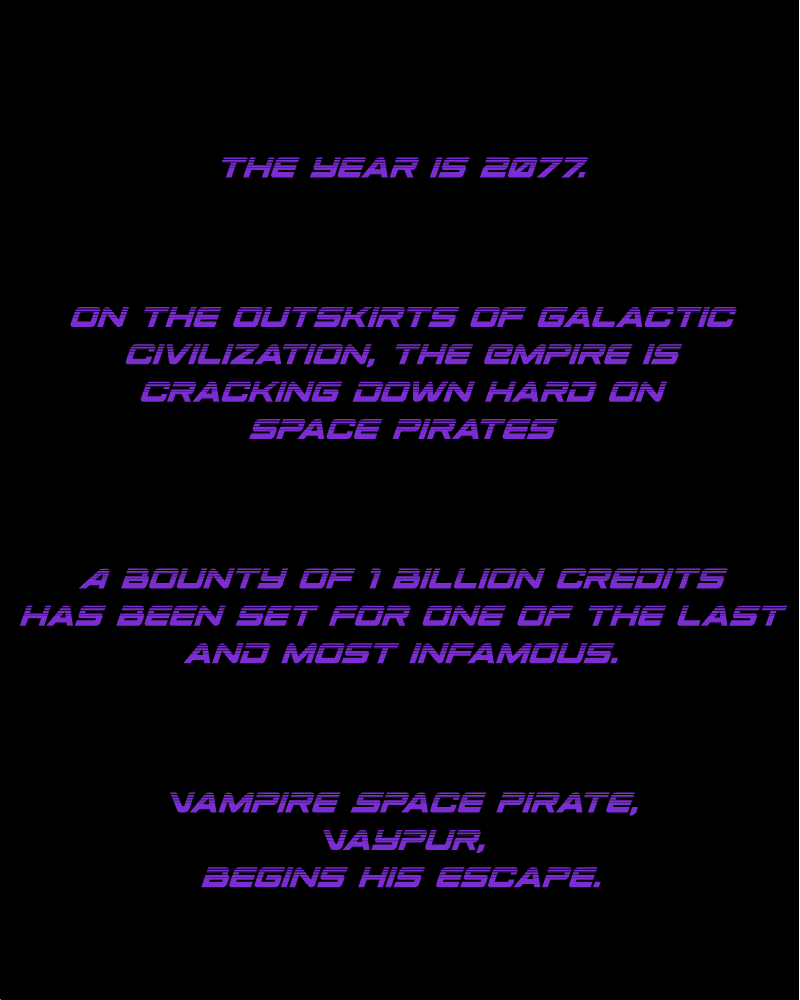 THE YEAR IS 2077.
ON THE OUTSKIRTS OF GALACTIC
CIVILIZATION, THE EMPIRE IS
CRACKING DOWN HARD ON
SPACE PIRATES
A BOUNTY OF 1 BILLION CREDITS
HAS BEEN SET FOR ONE OF THE LAST
AND MOST INFAMOUS.
VAMPIRE SPACE PIRATE,
VAYPUR,
BEGINS HIS ESCAPE.